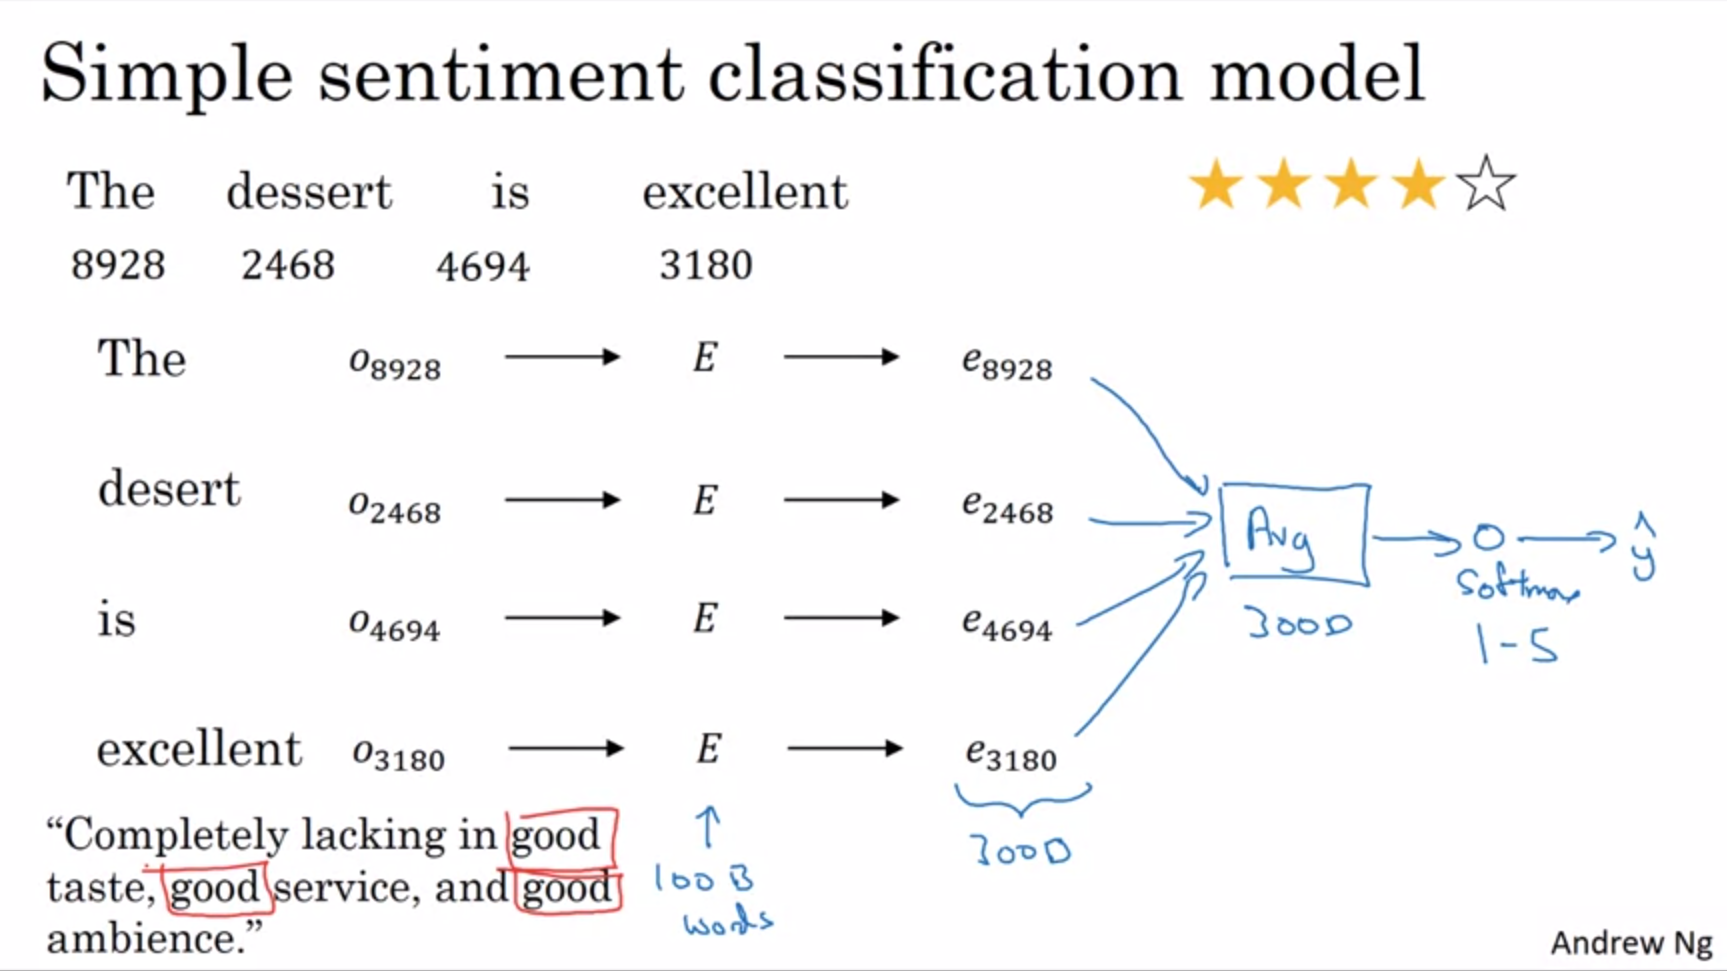 Simple sentiment classification model
The dessert is excellent
8928 2468 4694 3180
The o8928 E e8928
desert o2468 E e2468
Avg
ŷ
Softmax
is o4694 E e4694
300D
1-5
excellent o3180 E e3180
"Completely lacking in good
taste, good service, and good
ambience."
100 B
words
300D
Andrew Ng